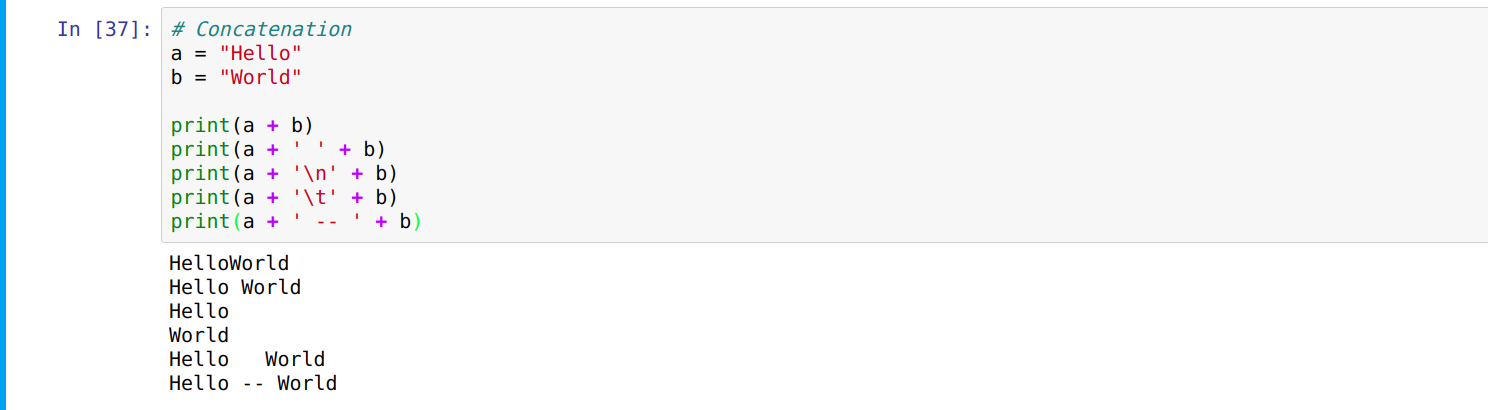 In [37]: # Concatenation
a = "Hello"
b = "World"
print(a + b)
print(a + ' ' + b)
print(a + '\n' + b)
print(a + '\t' + b)
print(a + ' -- ' + b)
HelloWorld
Hello World
Hello
World
Hello   World
Hello -- World